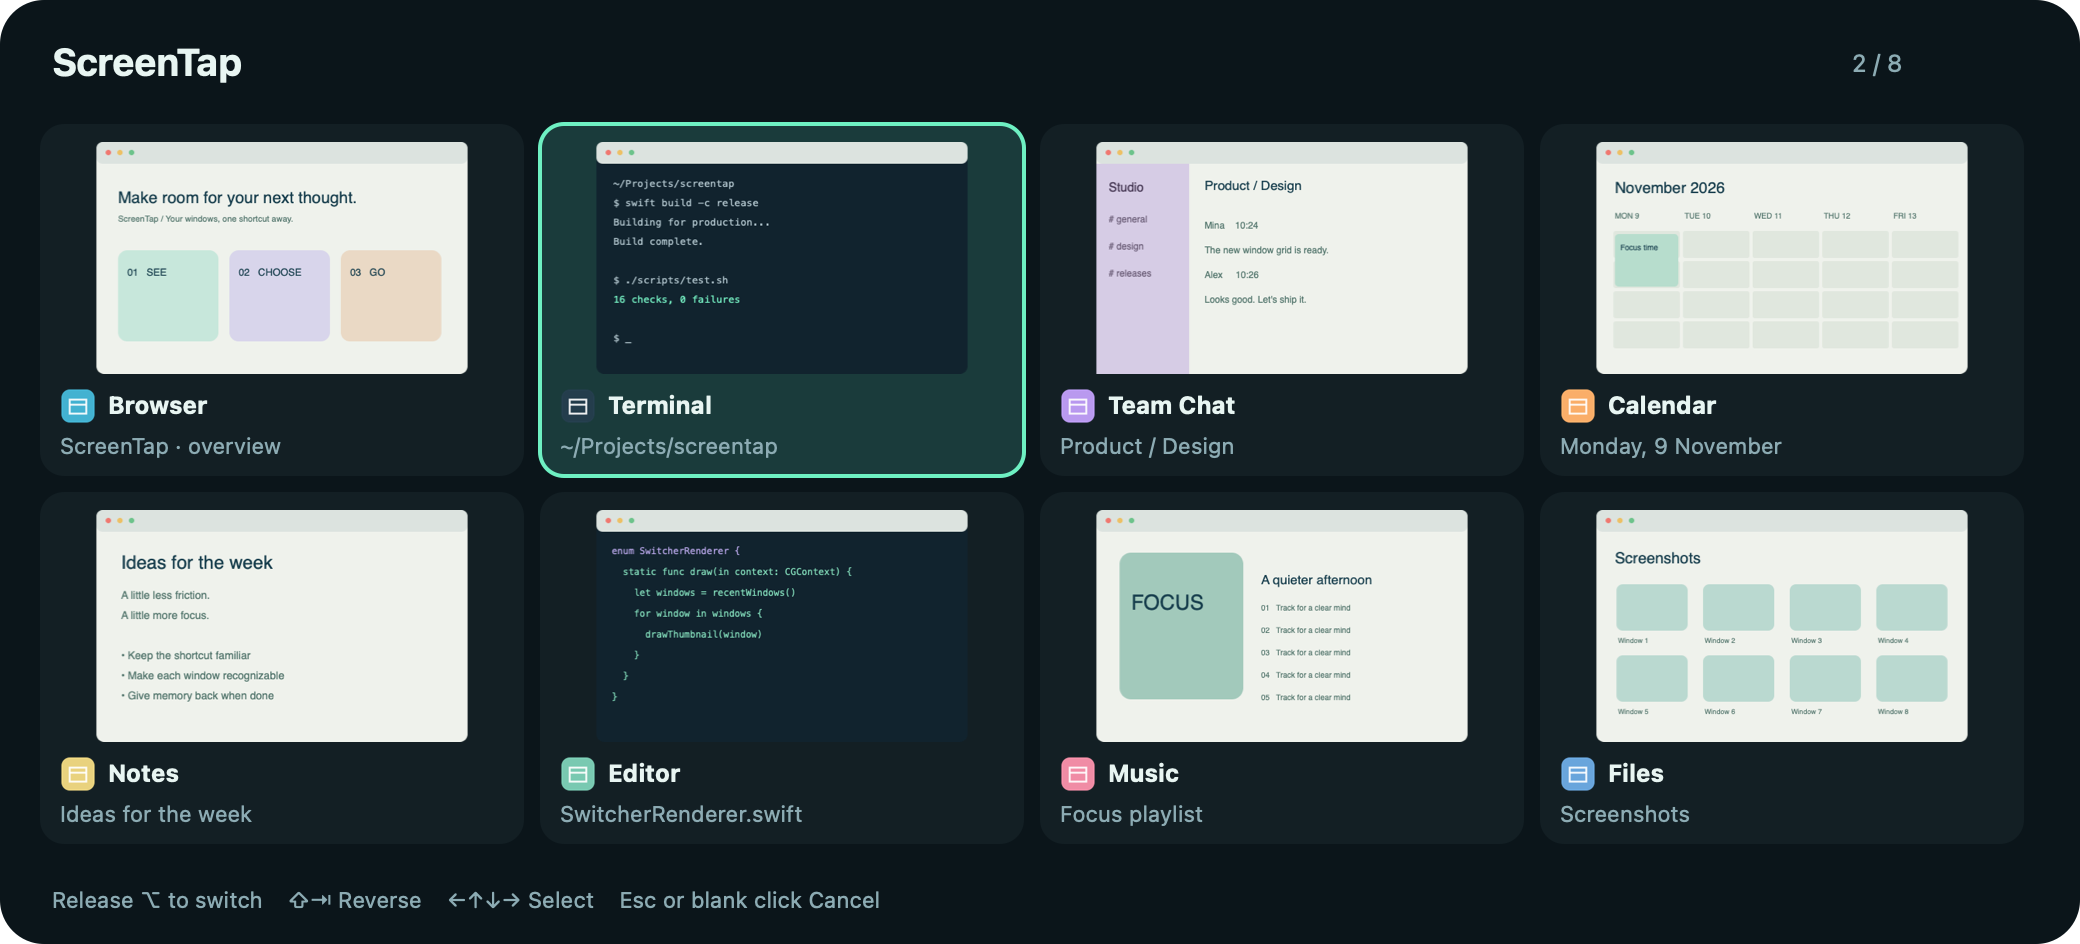 ScreenTap
2 / 8
Make room for your next thought.
ScreenTap / Your windows, one shortcut away.
01 SEE
02 CHOOSE
03 GO
Browser
ScreenTap · overview
~/Projects/screentap
$ swift build -c release
Building for production...
Build complete.
$ ./scripts/test.sh
16 checks, 0 failures
$ _
Terminal
~/Projects/screentap
Studio
# general
# design
# releases
Product / Design
Mina 10:24
The new window grid is ready.
Alex 10:26
Looks good. Let's ship it.
Team Chat
Product / Design
November 2026
MON 9 TUE 10 WED 11 THU 12 FRI 13
Focus time
Calendar
Monday, 9 November
Ideas for the week
A little less friction.
A little more focus.
• Keep the shortcut familiar
• Make each window recognizable
• Give memory back when done
Notes
Ideas for the week
enum SwitcherRenderer {
static func draw(in context: CGContext) {
let windows = recentWindows()
for window in windows {
drawThumbnail(window)
}
}
}
Editor
SwitcherRenderer.swift
FOCUS
A quieter afternoon
01 Track for a clear mind
02 Track for a clear mind
03 Track for a clear mind
04 Track for a clear mind
05 Track for a clear mind
Music
Focus playlist
Screenshots
Window 1 Window 2 Window 3 Window 4
Window 5 Window 6 Window 7 Window 8
Files
Screenshots
Release ⌥ to switch ⇧⇥ Reverse ←↑↓→ Select Esc or blank click Cancel